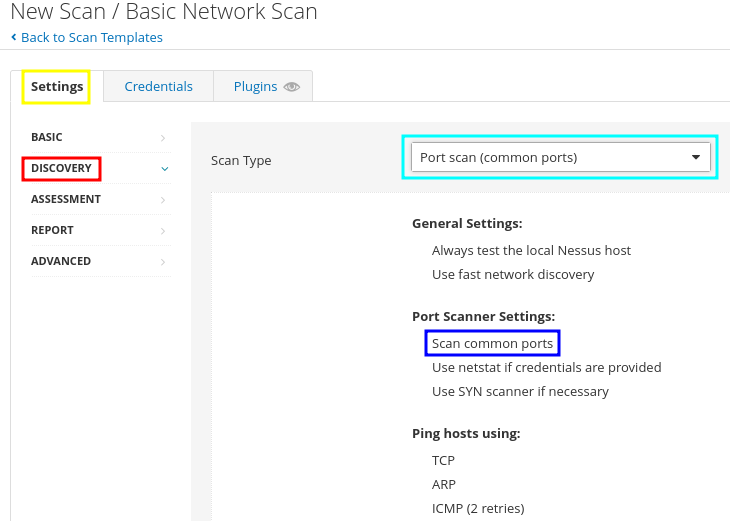 New Scan / Basic Network Scan
Back to Scan Templates
Settings
Credentials
Plugins
BASIC
DISCOVERY
ASSESSMENT
REPORT
ADVANCED
Scan Type
Port scan (common ports)
General Settings:
Always test the local Nessus host
Use fast network discovery
Port Scanner Settings:
Scan common ports
Use netstat if credentials are provided
Use SYN scanner if necessary
Ping hosts using:
TCP
ARP
ICMP (2 retries)